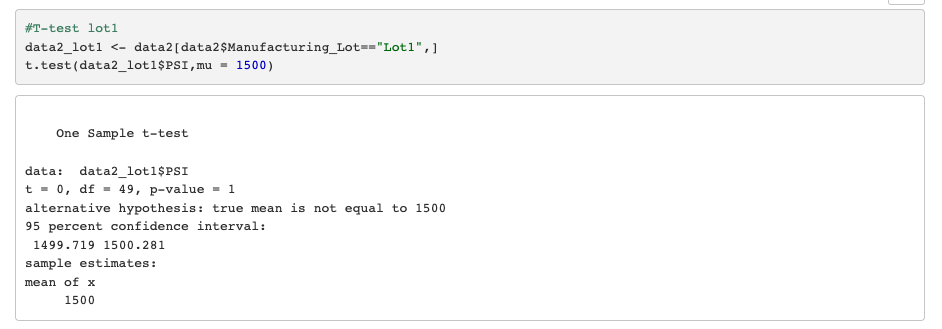 #T-test lot1
data2_lot1 <- data2[data2$Manufacturing_Lot=="Lot1",]
t.test(data2_lot1$PSI,mu = 1500)
One Sample t-test
data:  data2_lot1$PSI
t = 0, df = 49, p-value = 1
alternative hypothesis: true mean is not equal to 1500
95 percent confidence interval:
1499.719 1500.281
sample estimates:
mean of x
1500